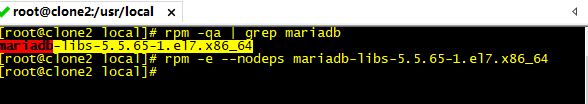 root@clone2:/usr/local
[root@clone2 local]# rpm -qa | grep mariadb
mariadb-libs-5.5.65-1.el7.x86_64
[root@clone2 local]# rpm -e --nodeps mariadb-libs-5.5.65-1.el7.x86_64
[root@clone2 local]#